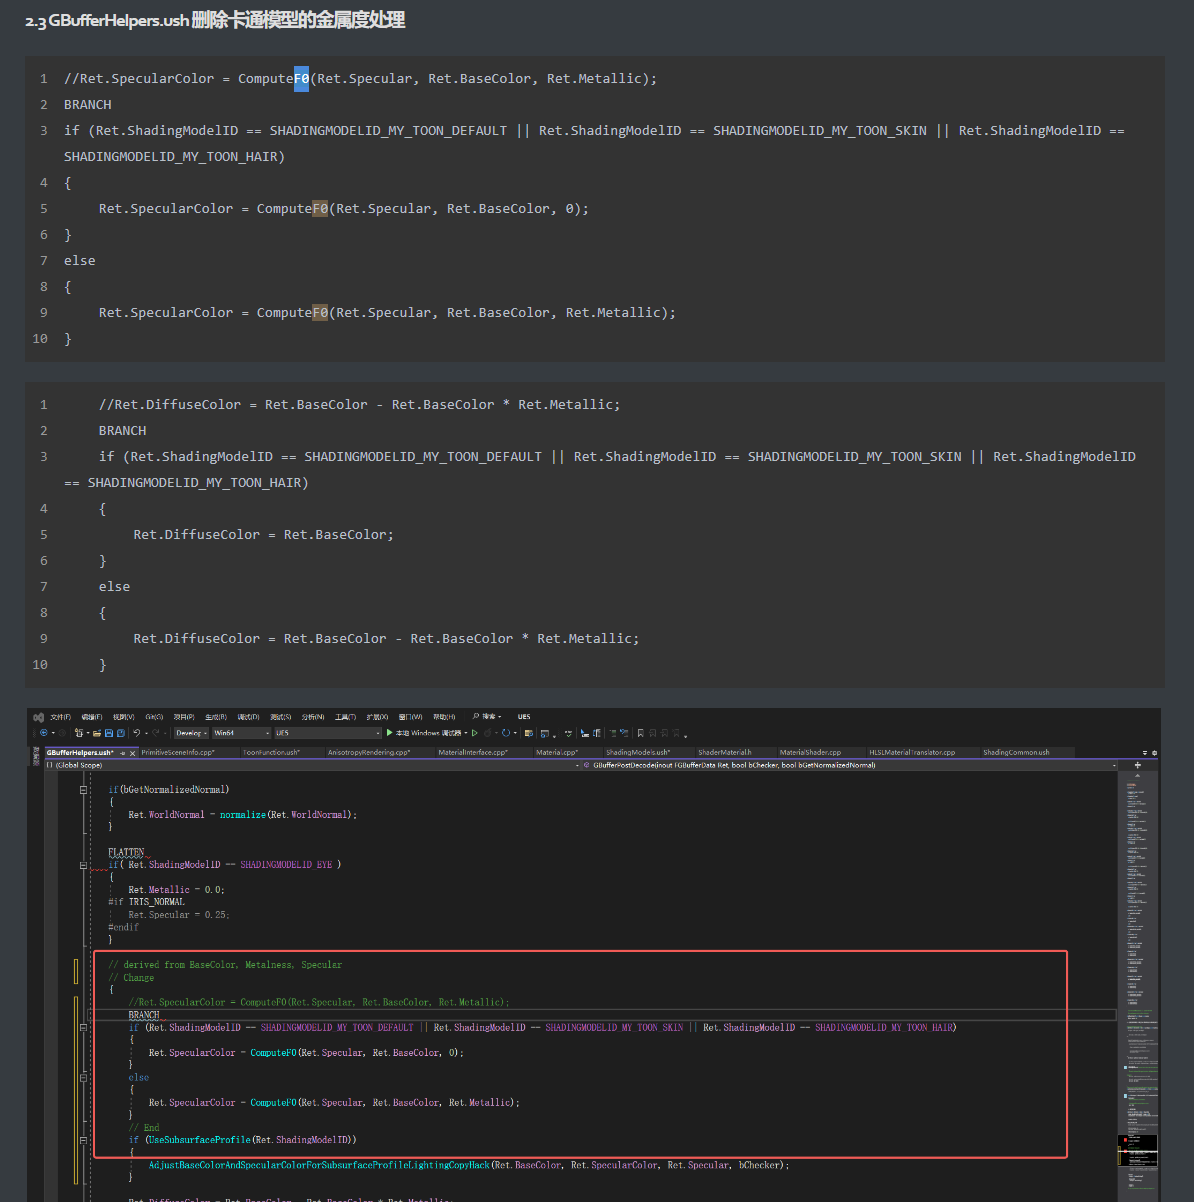 2.3 GBufferHelpers.ush 删除卡通模型的金属度处理
1 //Ret.SpecularColor = ComputeF0(Ret.Specular, Ret.BaseColor, Ret.Metallic);
2 BRANCH
3 if (Ret.ShadingModelID == SHADINGMODELID_MY_TOON_DEFAULT || Ret.ShadingModelID == SHADINGMODELID_MY_TOON_SKIN || Ret.ShadingModelID ==
SHADINGMODELID_MY_TOON_HAIR)
4 {
5 Ret.SpecularColor = ComputeF0(Ret.Specular, Ret.BaseColor, 0);
6 }
7 else
8 {
9 Ret.SpecularColor = ComputeF0(Ret.Specular, Ret.BaseColor, Ret.Metallic);
10 }
1 //Ret.DiffuseColor = Ret.BaseColor - Ret.BaseColor * Ret.Metallic;
2 BRANCH
3 if (Ret.ShadingModelID == SHADINGMODELID_MY_TOON_DEFAULT || Ret.ShadingModelID == SHADINGMODELID_MY_TOON_SKIN || Ret.ShadingModelID
== SHADINGMODELID_MY_TOON_HAIR)
4 {
5 Ret.DiffuseColor = Ret.BaseColor;
6 }
7 else
8 {
9 Ret.DiffuseColor = Ret.BaseColor - Ret.BaseColor * Ret.Metallic;
10 }
文件(F) 编辑(E) 视图(V) Git(G) 项目(P) 生成(B) 调试(D) 测试(S) 分析(N) 工具(T) 扩展(X) 窗口(W) 帮助(H) 搜索 UE5
Develop Win64 UE5 本地 Windows 调试器
GBufferHelpers.ush* PrimitiveSceneInfo.cpp* ToonFunction.ush* AnisotropyRendering.cpp* MaterialInterface.cpp* Material.cpp* ShadingModels.ush* ShaderMaterial.h MaterialShader.cpp HLSLMaterialTranslator.cpp ShadingCommon.ush
(Global Scope) GBufferPostDecode(inout FGBufferData Ret, bool bChecker, bool bGetNormalizedNormal)
if(bGetNormalizedNormal)
{
Ret.WorldNormal = normalize(Ret.WorldNormal);
}
FLATTEN
if( Ret.ShadingModelID == SHADINGMODELID_EYE )
{
Ret.Metallic = 0.0;
#if IRIS_NORMAL
Ret.Specular = 0.25;
#endif
}
// derived from BaseColor, Metalness, Specular
// Change
{
//Ret.SpecularColor = ComputeF0(Ret.Specular, Ret.BaseColor, Ret.Metallic);
BRANCH
if (Ret.ShadingModelID == SHADINGMODELID_MY_TOON_DEFAULT || Ret.ShadingModelID == SHADINGMODELID_MY_TOON_SKIN || Ret.ShadingModelID == SHADINGMODELID_MY_TOON_HAIR)
{
Ret.SpecularColor = ComputeF0(Ret.Specular, Ret.BaseColor, 0);
}
else
{
Ret.SpecularColor = ComputeF0(Ret.Specular, Ret.BaseColor, Ret.Metallic);
}
// End
if (UseSubsurfaceProfile(Ret.ShadingModelID))
{
AdjustBaseColorAndSpecularColorForSubsurfaceProfileLightingCopyHack(Ret.BaseColor, Ret.SpecularColor, Ret.Specular, bChecker);
}